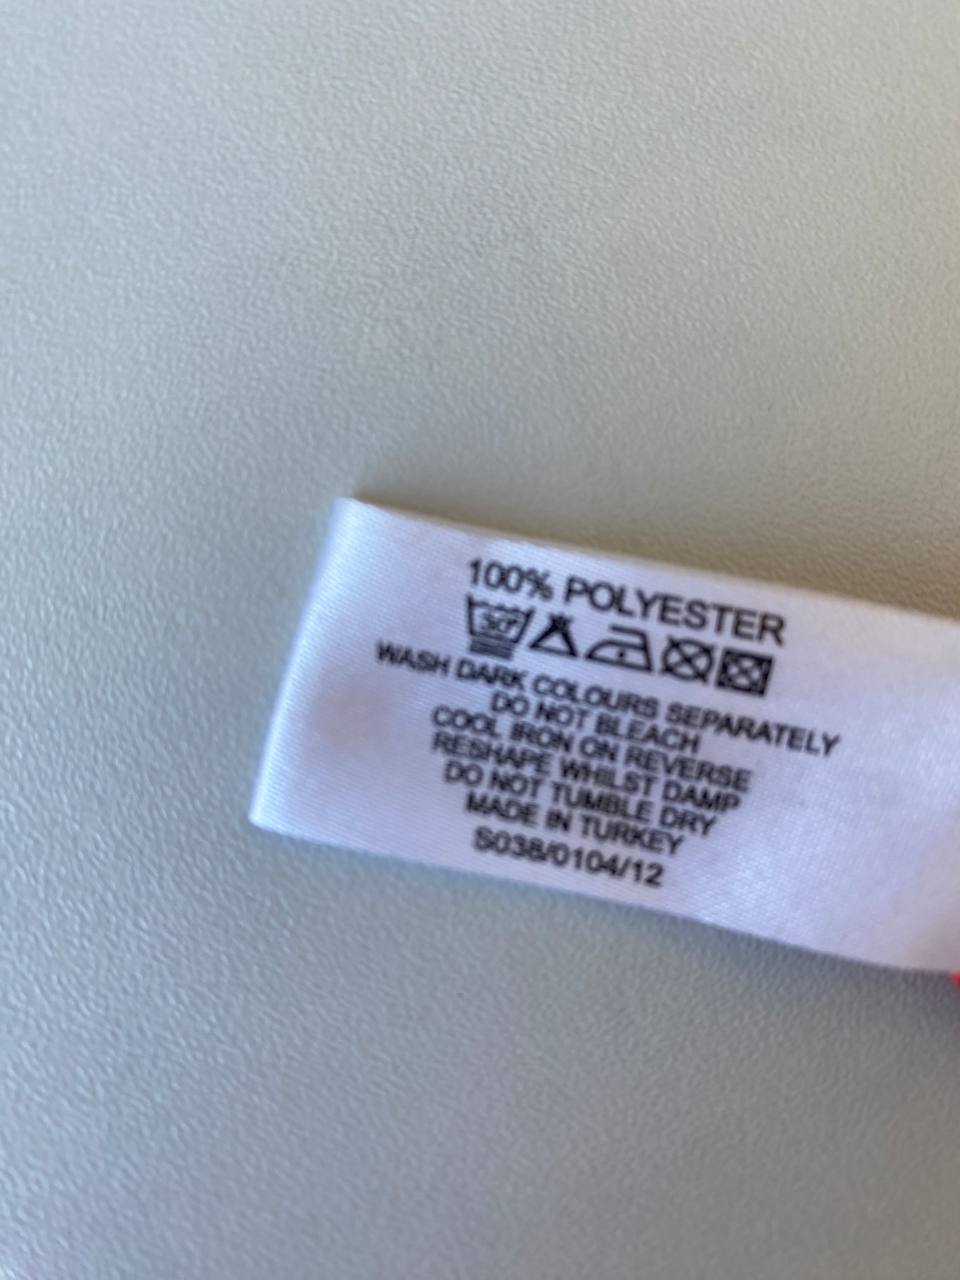 100% POLYESTER
30°
WASH DARK COLOURS SEPARATELY
DO NOT BLEACH
COOL IRON ON REVERSE
RESHAPE WHILST DAMP
DO NOT TUMBLE DRY
MADE IN TURKEY
S038/0104/12